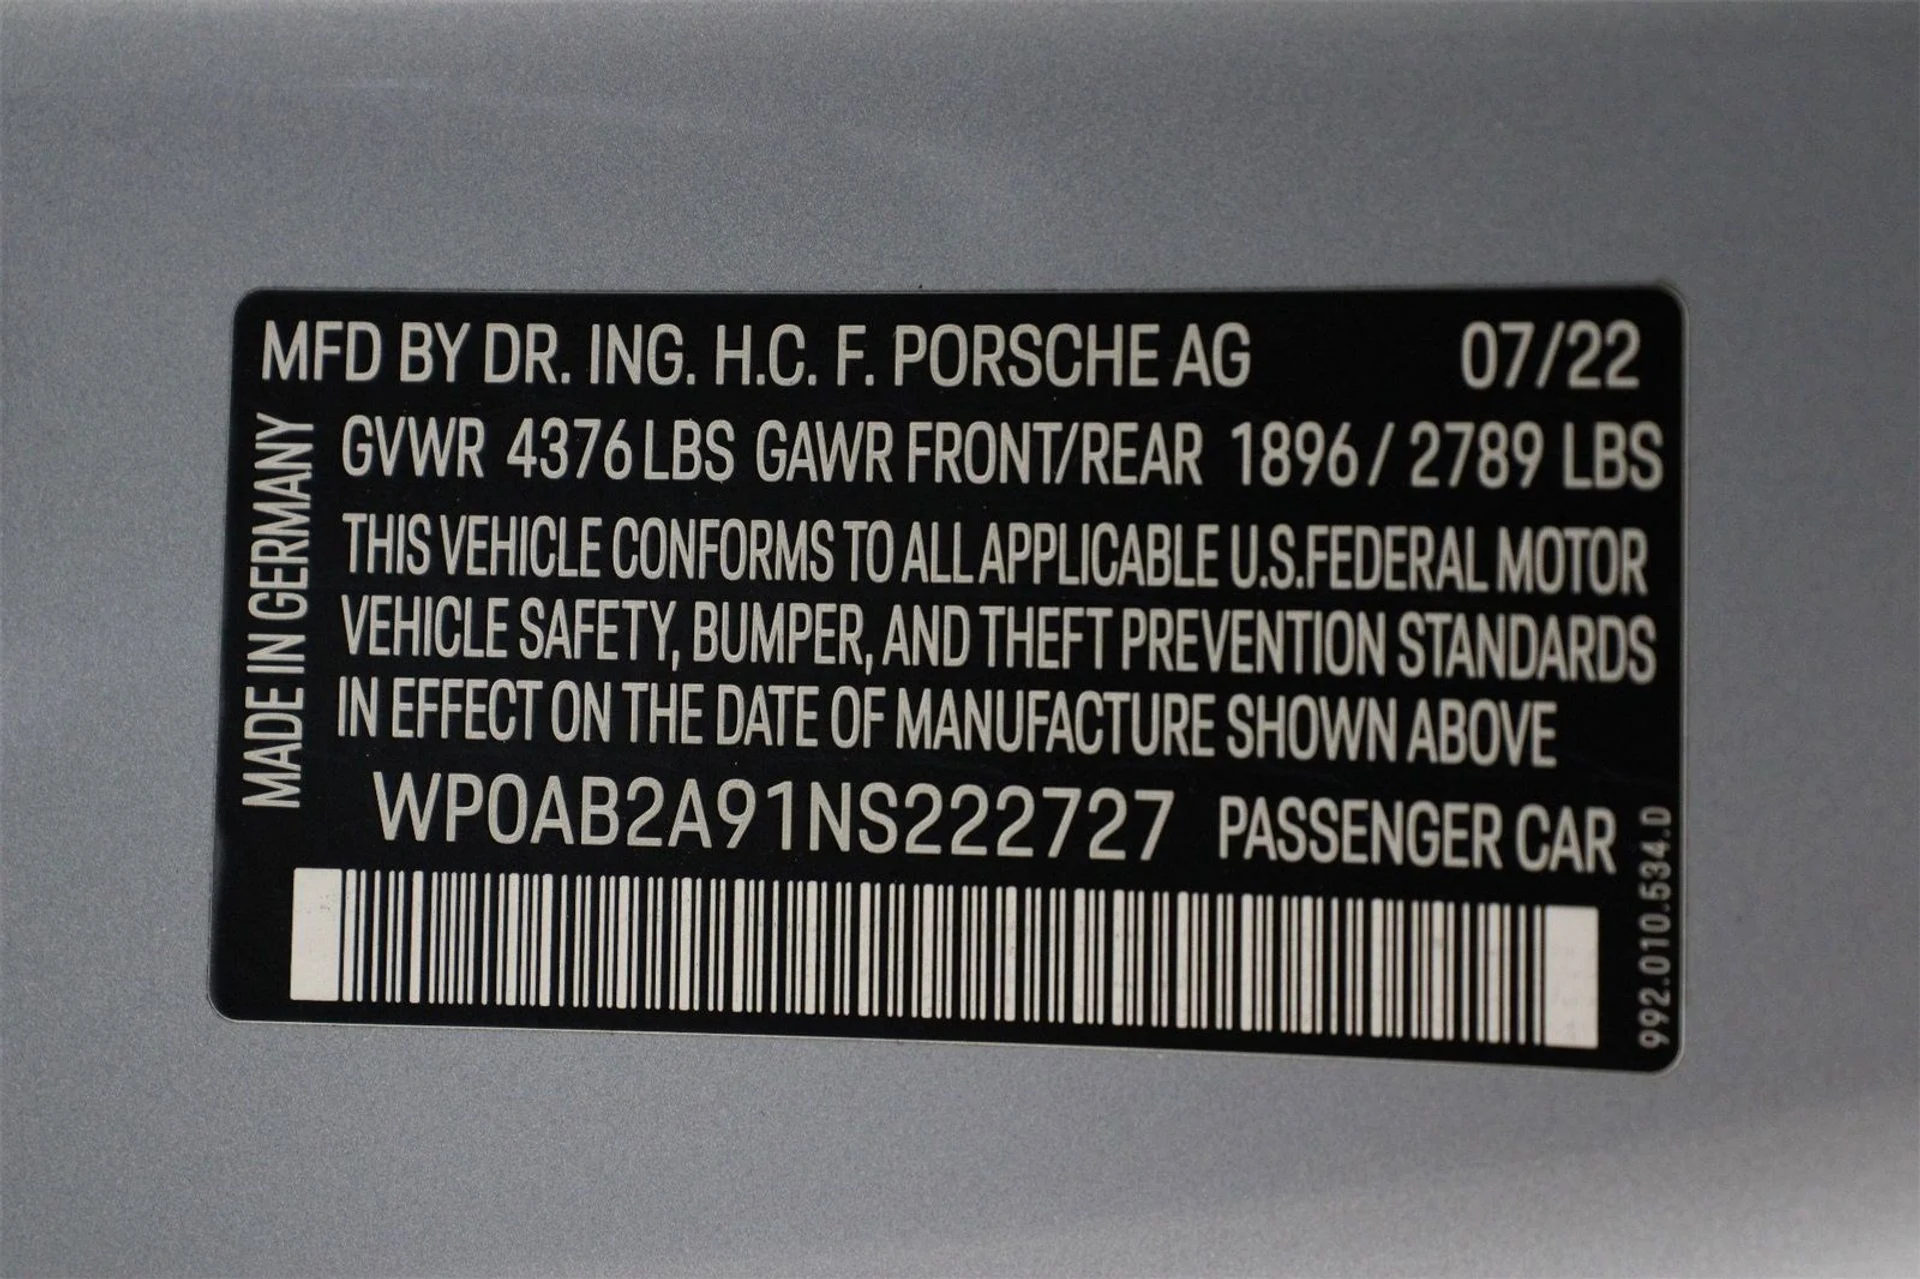 MFD BY DR. ING. H.C. F. PORSCHE AG 07/22
GVWR 4376 LBS GAWR FRONT/REAR 1896 / 2789 LBS
THIS VEHICLE CONFORMS TO ALL APPLICABLE U.S.FEDERAL MOTOR
VEHICLE SAFETY, BUMPER, AND THEFT PREVENTION STANDARDS
IN EFFECT ON THE DATE OF MANUFACTURE SHOWN ABOVE
WP0AB2A91NS222727 PASSENGER CAR
MADE IN GERMANY
992.010.534.0